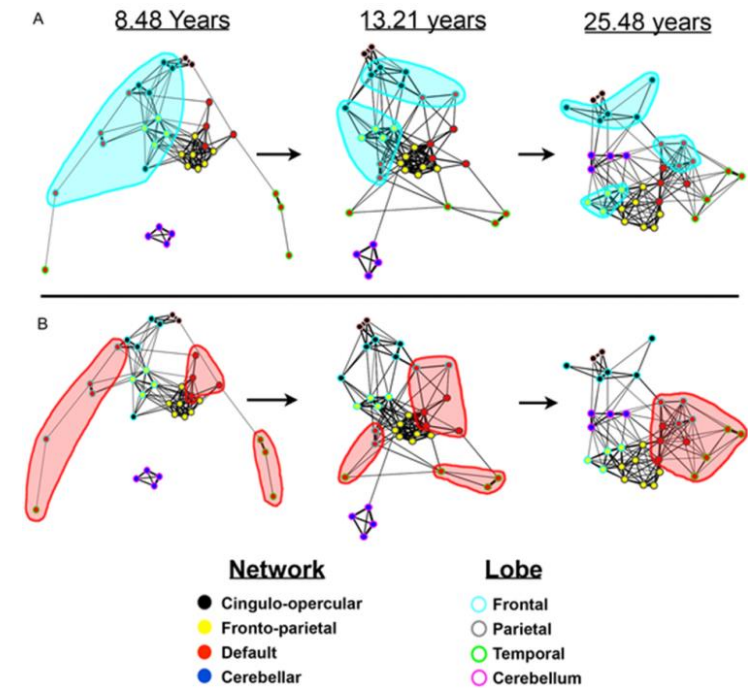 A
8.48 Years
13.21 years
25.48 years
B
Network
Lobe
Cingulo-opercular
Frontal
Fronto-parietal
Parietal
Default
Temporal
Cerebellar
Cerebellum